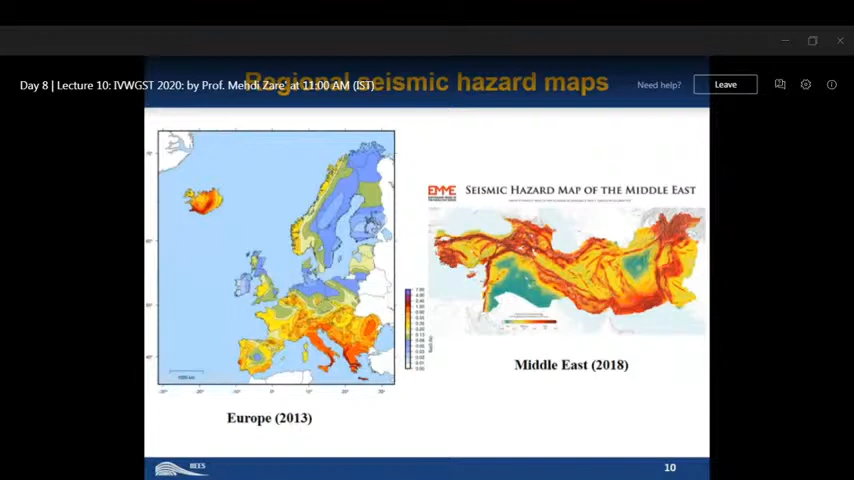 Regional seismic hazard maps
Day 8 | Lecture 10: IVWGST 2020: by Prof. Mehdi Zare' at 11:00 AM (IST)
Need help?
Leave
EMME
SEISMIC HAZARD MAP OF THE MIDDLE EAST
Middle East (2018)
Europe (2013)
IIEES
10